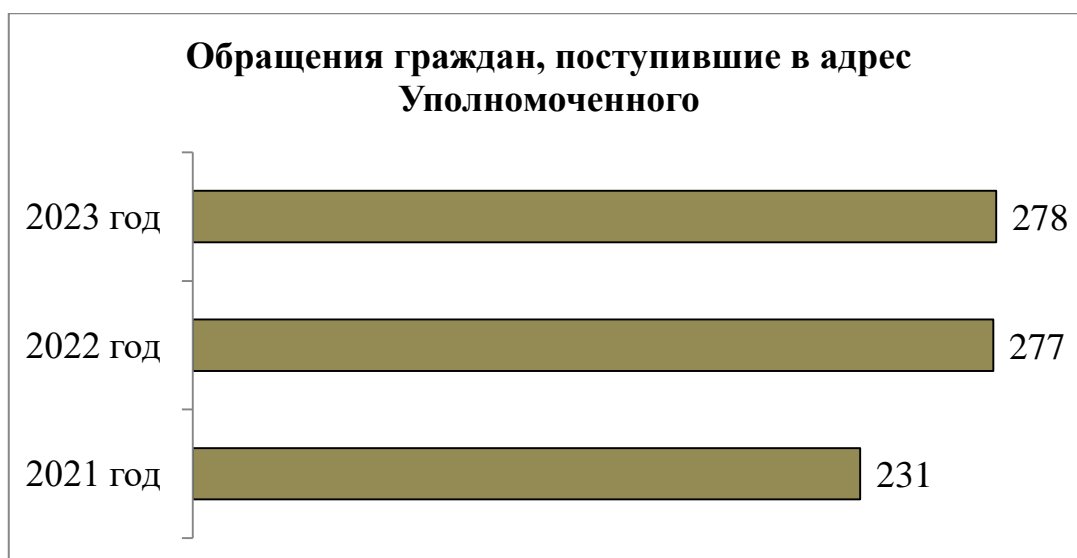 Обращения граждан, поступившие в адрес
Уполномоченного
2023 год 278
2022 год 277
2021 год 231